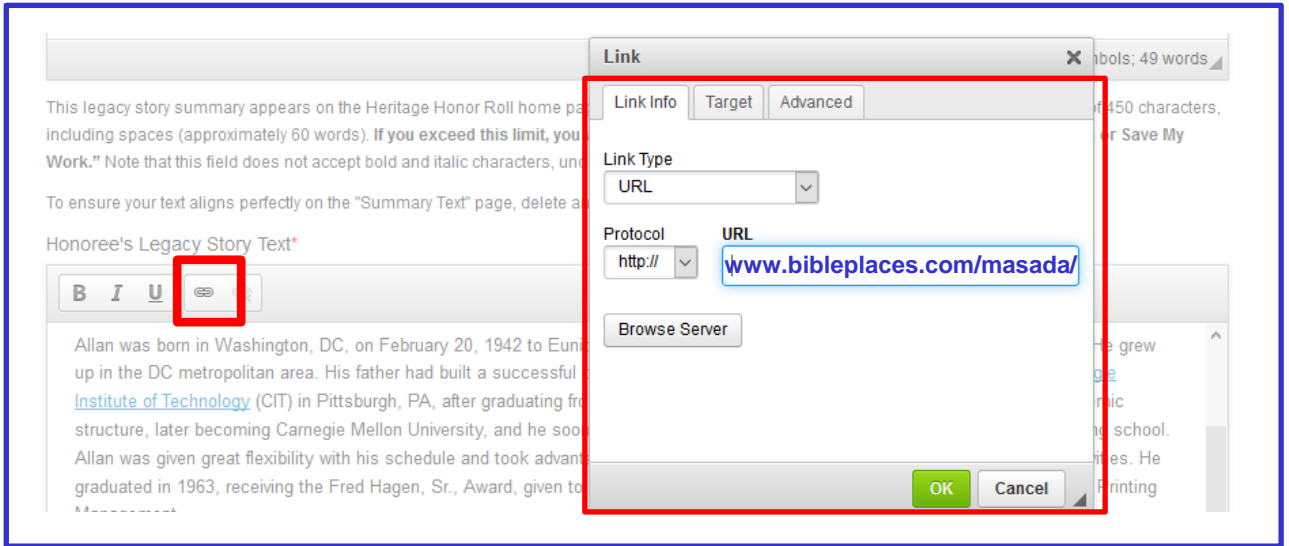 Link
nbols; 49 words
This legacy story summary appears on the Heritage Honor Roll home pa
of 450 characters,
including spaces (approximately 60 words). If you exceed this limit, you
or Save My
Work.” Note that this field does not accept bold and italic characters, und
To ensure your text aligns perfectly on the "Summary Text" page, delete a
Link Info Target Advanced
Link Type
URL
Protocol URL
http:// www.bibleplaces.com/masada/
Browse Server
OK Cancel
Honoree's Legacy Story Text*
B I U
Allan was born in Washington, DC, on February 20, 1942 to Euni
He grew
up in the DC metropolitan area. His father had built a successful
gie
Institute of Technology (CIT) in Pittsburgh, PA, after graduating fro
emic
structure, later becoming Carnegie Mellon University, and he soo
ng school.
Allan was given great flexibility with his schedule and took advant
vities. He
graduated in 1963, receiving the Fred Hagen, Sr., Award, given to
Printing
Management